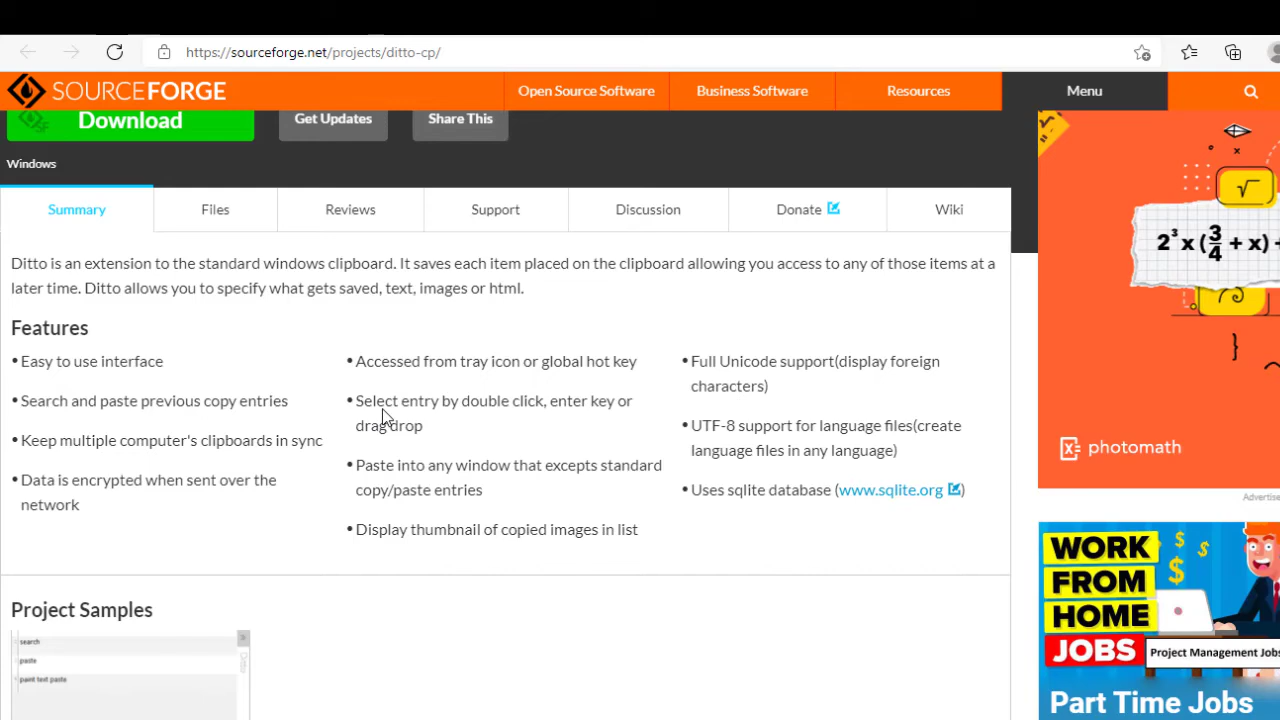 https://sourceforge.net/projects/ditto-cp/
SOURCEFORGE
Open Source Software
Business Software
Resources
Menu
Download
Get Updates
Share This
Windows
Summary
Files
Reviews
Support
Discussion
Donate
Wiki
Ditto is an extension to the standard windows clipboard. It saves each item placed on the clipboard allowing you access to any of those items at a
later time. Ditto allows you to specify what gets saved, text, images or html.
Features
• Easy to use interface
• Search and paste previous copy entries
• Keep multiple computer's clipboards in sync
• Data is encrypted when sent over the
network
• Accessed from tray icon or global hot key
• Select entry by double click, enter key or
drag drop
• Paste into any window that excepts standard
copy/paste entries
• Display thumbnail of copied images in list
• Full Unicode support(display foreign
characters)
• UTF-8 support for language files(create
language files in any language)
• Uses sqlite database (www.sqlite.org)
Project Samples
search
paste
paint text paste
Ditto
√
√
2³ x (3/4 + x) +
}
photomath
Advertise
WORK
FROM
HOME
JOBS
Project Management Jobs
Part Time Jobs